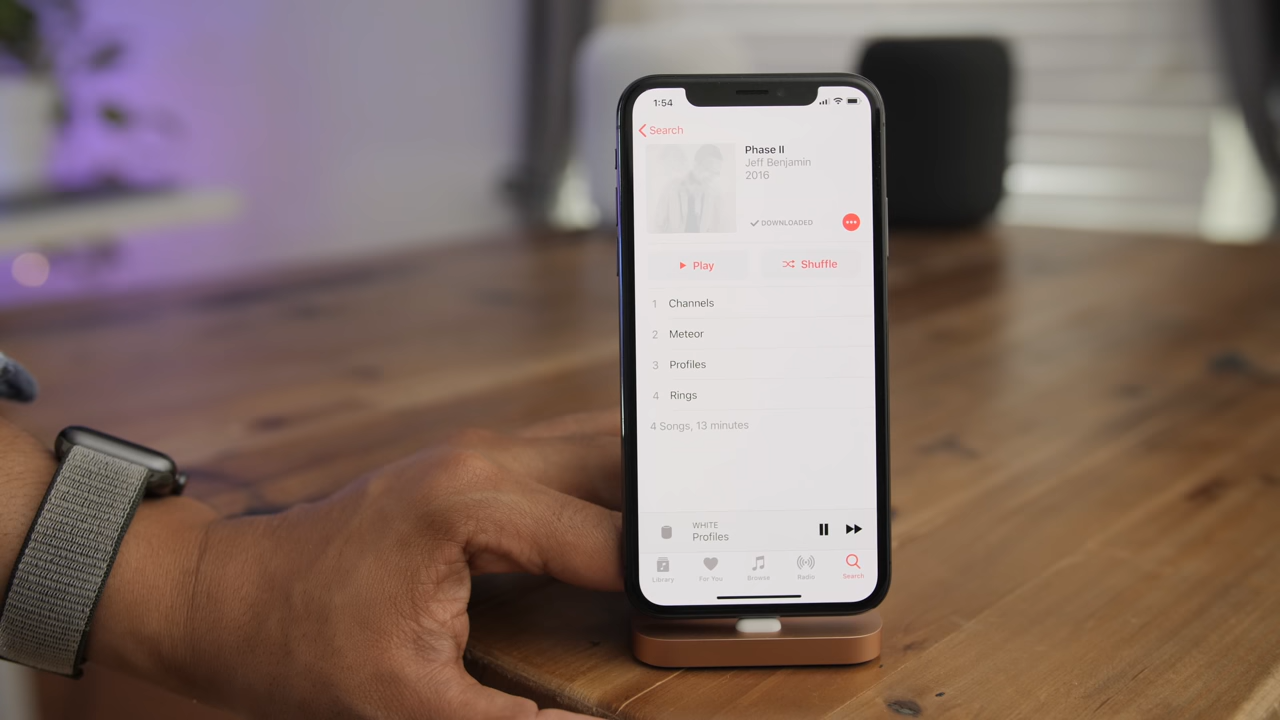 1:54
Search
Phase II
Jeff Benjamin
2016
DOWNLOADED
Play
Shuffle
1 Channels
2 Meteor
3 Profiles
4 Rings
4 Songs, 13 minutes
WHiTE
Profiles
Library
For You
Browse
Radio
Search